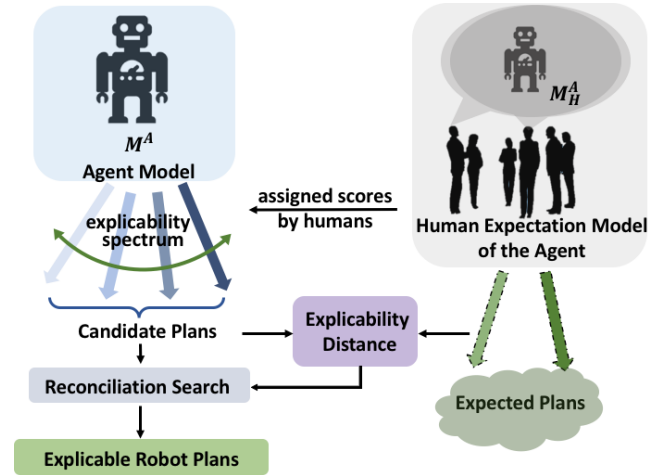 M^A
Agent Model
M_H^A
Human Expectation Model
of the Agent
assigned scores
by humans
explicability
spectrum
Candidate Plans
Explicability
Distance
Expected Plans
Reconciliation Search
Explicable Robot Plans